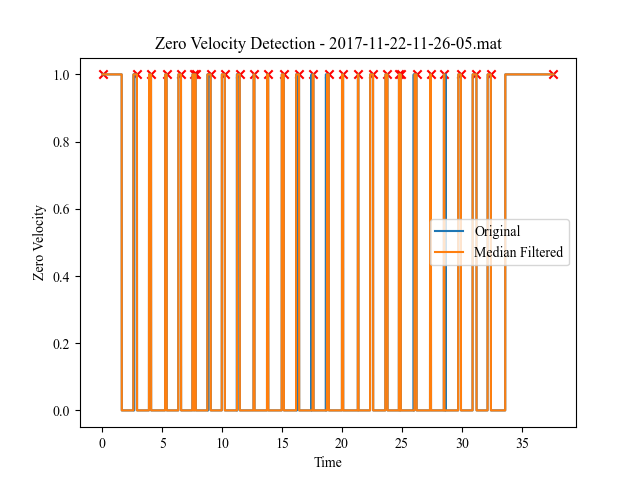 Zero Velocity Detection - 2017-11-22-11-26-05.mat
1.0
0.8
0.6
0.4
0.2
0.0
Zero Velocity
Original
Median Filtered
0 5 10 15 20 25 30 35
Time